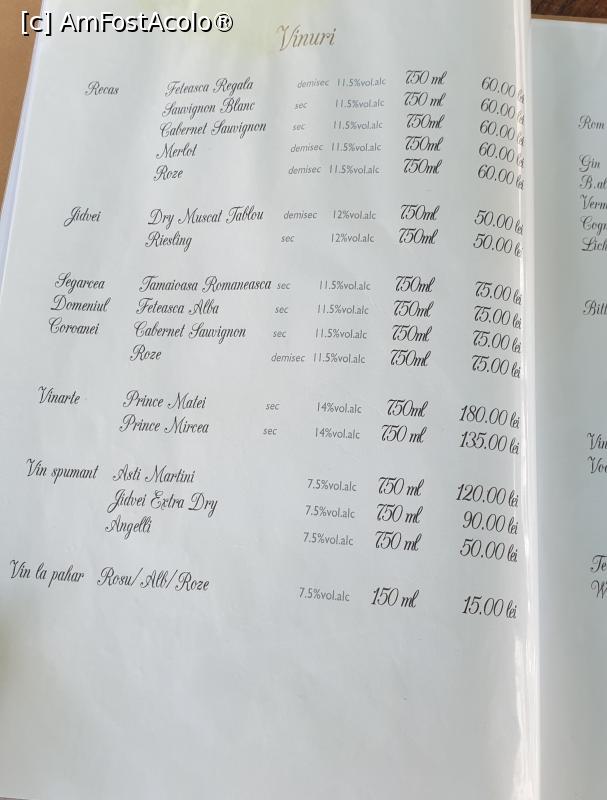 [c] AmFostAcolo®
Vinuri
Recas Feteasca Regala demisec 11.5%vol.alc 750 ml 60.00 lei
Sauvignon Blanc sec 11.5%vol.alc 750 ml 60.00 lei
Cabernet Sauvignon sec 11.5%vol.alc 750ml 60.00 lei
Merlot demisec 11.5%vol.alc 750ml 60.00 lei
Roze demisec 11.5%vol.alc 750ml 60.00 lei
Jidvei Dry Muscat Tablou demisec 12%vol.alc 750ml 50.00 lei
Riesling sec 12%vol.alc 750ml 50.00 lei
Segarcea Tamaioasa Romaneasca sec 11.5%vol.alc 750ml 75.00 lei
Domeniul Feteasca Alba sec 11.5%vol.alc 750ml 75.00 lei
Coroanei Cabernet Sauvignon sec 11.5%vol.alc 750ml 75.00 lei
Roze demisec 11.5%vol.alc 750ml 75.00 lei
Vinarte Prince Matei sec 14%vol.alc 750ml 180.00 lei
Prince Mircea sec 14%vol.alc 750 ml 135.00 lei
Vin spumant Asti Martini 7.5%vol.alc 750 ml 120.00 lei
Jidvei Extra Dry 7.5%vol.alc 750 ml 90.00 lei
Angelli 7.5%vol.alc 750 ml 50.00 lei
Vin la pahar Rosu/Alb/Roze 7.5%vol.alc 150 ml 15.00 lei
Rom
Gin